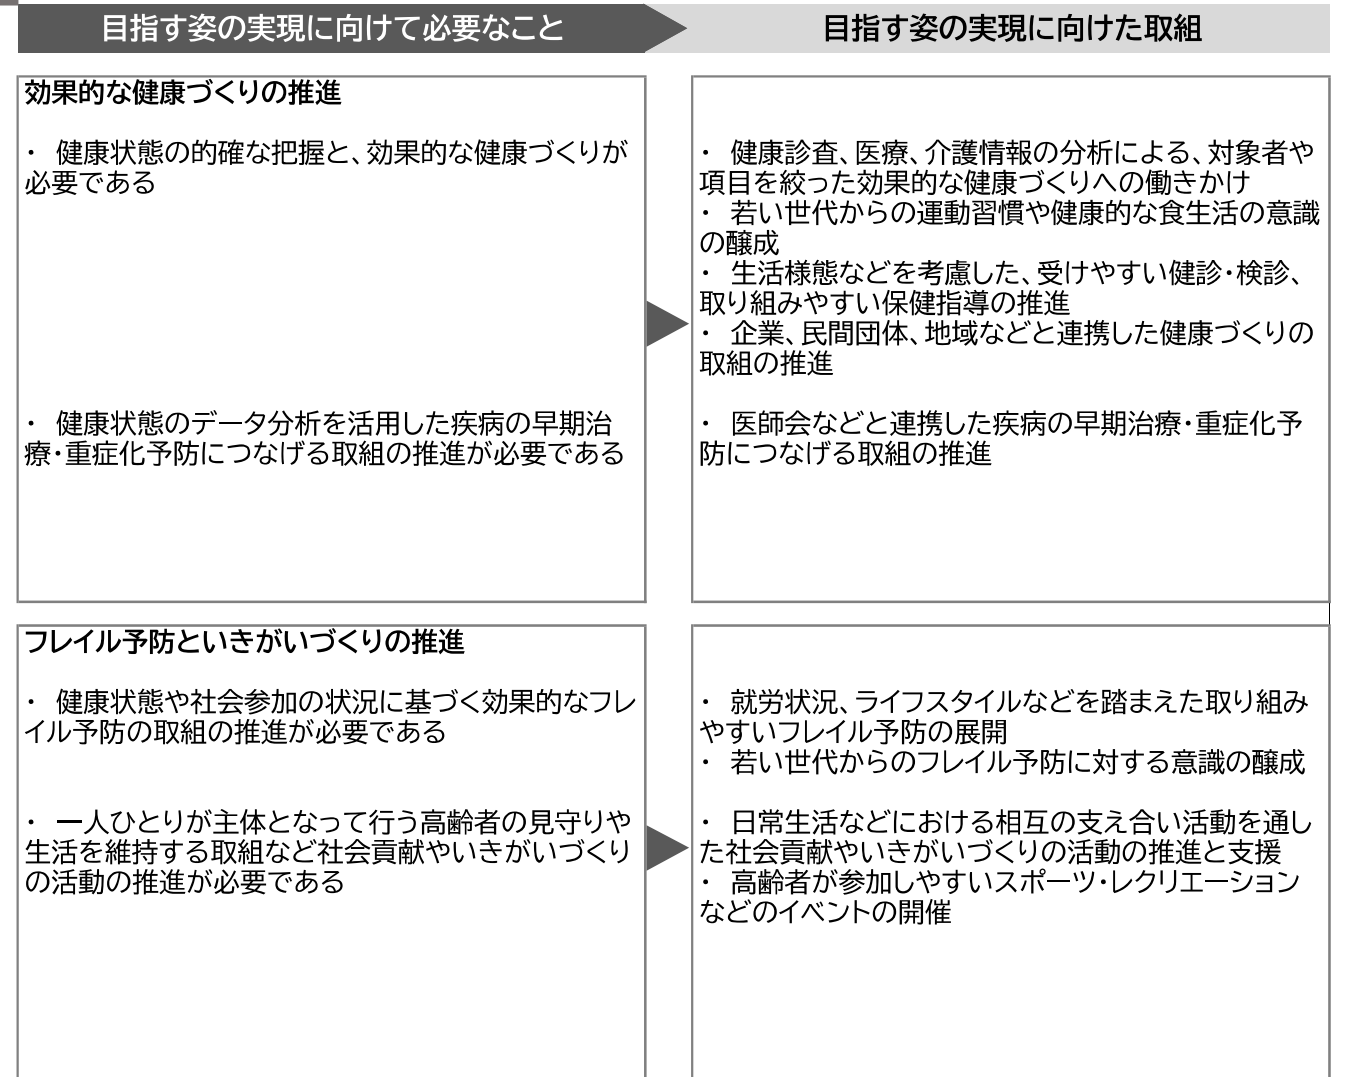 目指す姿の実現に向けて必要なこと
目指す姿の実現に向けた取組
効果的な健康づくりの推進
・ 健康状態の的確な把握と、効果的な健康づくりが
必要である
・ 健康状態のデータ分析を活用した疾病の早期治
療・重症化予防につなげる取組の推進が必要である
・ 健康診査、医療、介護情報の分析による、対象者や
項目を絞った効果的な健康づくりへの働きかけ
・ 若い世代からの運動習慣や健康的な食生活の意識
の醸成
・ 生活様態などを考慮した、受けやすい健診・検診、
取り組みやすい保健指導の推進
・ 企業、民間団体、地域などと連携した健康づくりの
取組の推進
・ 医師会などと連携した疾病の早期治療・重症化予
防につなげる取組の推進
フレイル予防といきがいづくりの推進
・ 健康状態や社会参加の状況に基づく効果的なフレ
イル予防の取組の推進が必要である
・ 一人ひとりが主体となって行う高齢者の見守りや
生活を維持する取組など社会貢献やいきがいづくり
の活動の推進が必要である
・ 就労状況、ライフスタイルなどを踏まえた取り組み
やすいフレイル予防の展開
・ 若い世代からのフレイル予防に対する意識の醸成
・ 日常生活などにおける相互の支え合い活動を通し
た社会貢献やいきがいづくりの活動の推進と支援
・ 高齢者が参加しやすいスポーツ・レクリエーション
などのイベントの開催